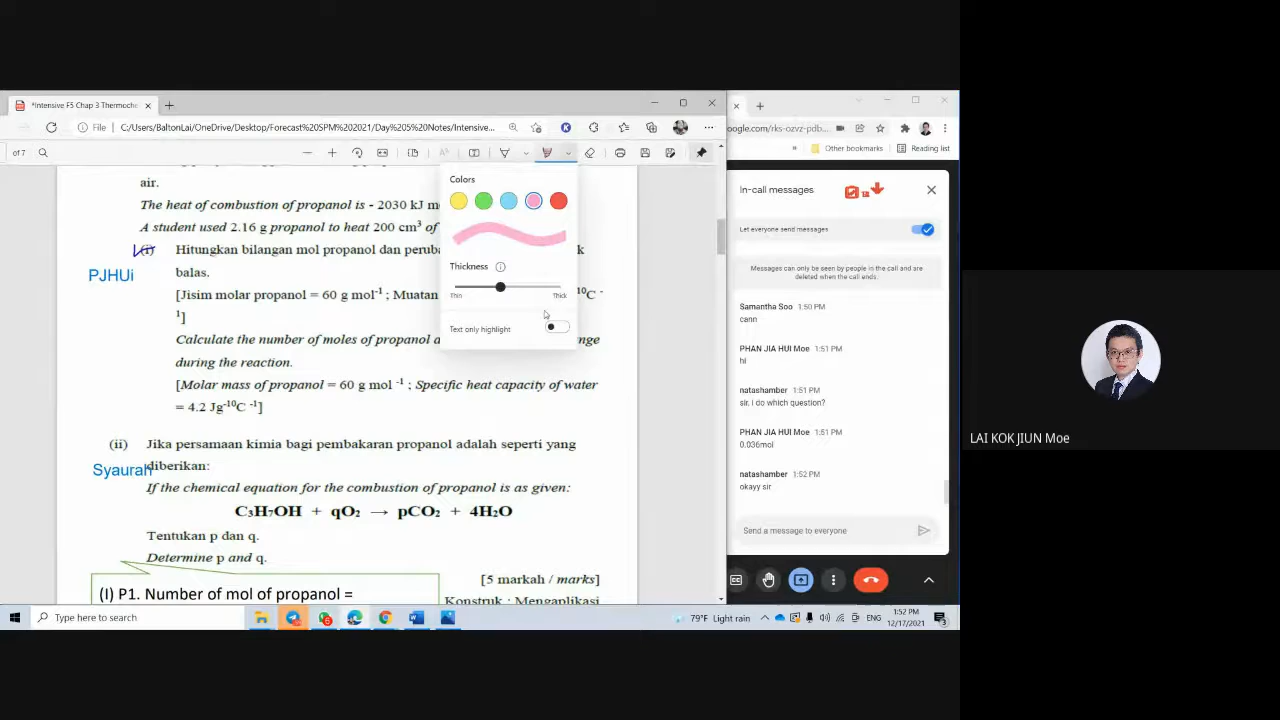 *Intensive F5 Chap 3 Thermoche
File
C:/Users/BaltonLai/OneDrive/Desktop/Forecast%20SPM%202021/Day%205%20Notes/Intensive...
of 7
air.
The heat of combustion of propanol is - 2030 kJ m
A student used 2.16 g propanol to heat 200 cm3 of
(i) Hitungkan bilangan mol propanol dan peruba
k
PJHUi
balas.
[Jisim molar propanol = 60 g mol-1 ; Muatan
10C -
1]
Calculate the number of moles of propanol a
nge
during the reaction.
[Molar mass of propanol = 60 g mol -1 ; Specific heat capacity of water
= 4.2 Jg-10C -1]
(ii) Jika persamaan kimia bagi pembakaran propanol adalah seperti yang
Syaurah
diberikan:
If the chemical equation for the combustion of propanol is as given:
C3H7OH + qO2 → pCO2 + 4H2O
Tentukan p dan q.
Determine p and q.
[5 markah / marks]
(I) P1. Number of mol of propanol =
Konstruk : Mengaplikasi
Colors
Thickness
Thin
Thick
Text only highlight
oogle.com/rks-ozvz-pdb...
»
Other bookmarks
Reading list
In-call messages
Let everyone send messages
Messages can only be seen by people in the call and are
deleted when the call ends.
Samantha Soo 1:50 PM
cann
PHAN JIA HUI Moe 1:51 PM
hi
natashamber 1:51 PM
sir, i do which question?
PHAN JIA HUI Moe 1:51 PM
0.036mol
natashamber 1:52 PM
okayy sir
Send a message to everyone
Type here to search
79°F Light rain
ENG
1:52 PM
12/17/2021
LAI KOK JIUN Moe